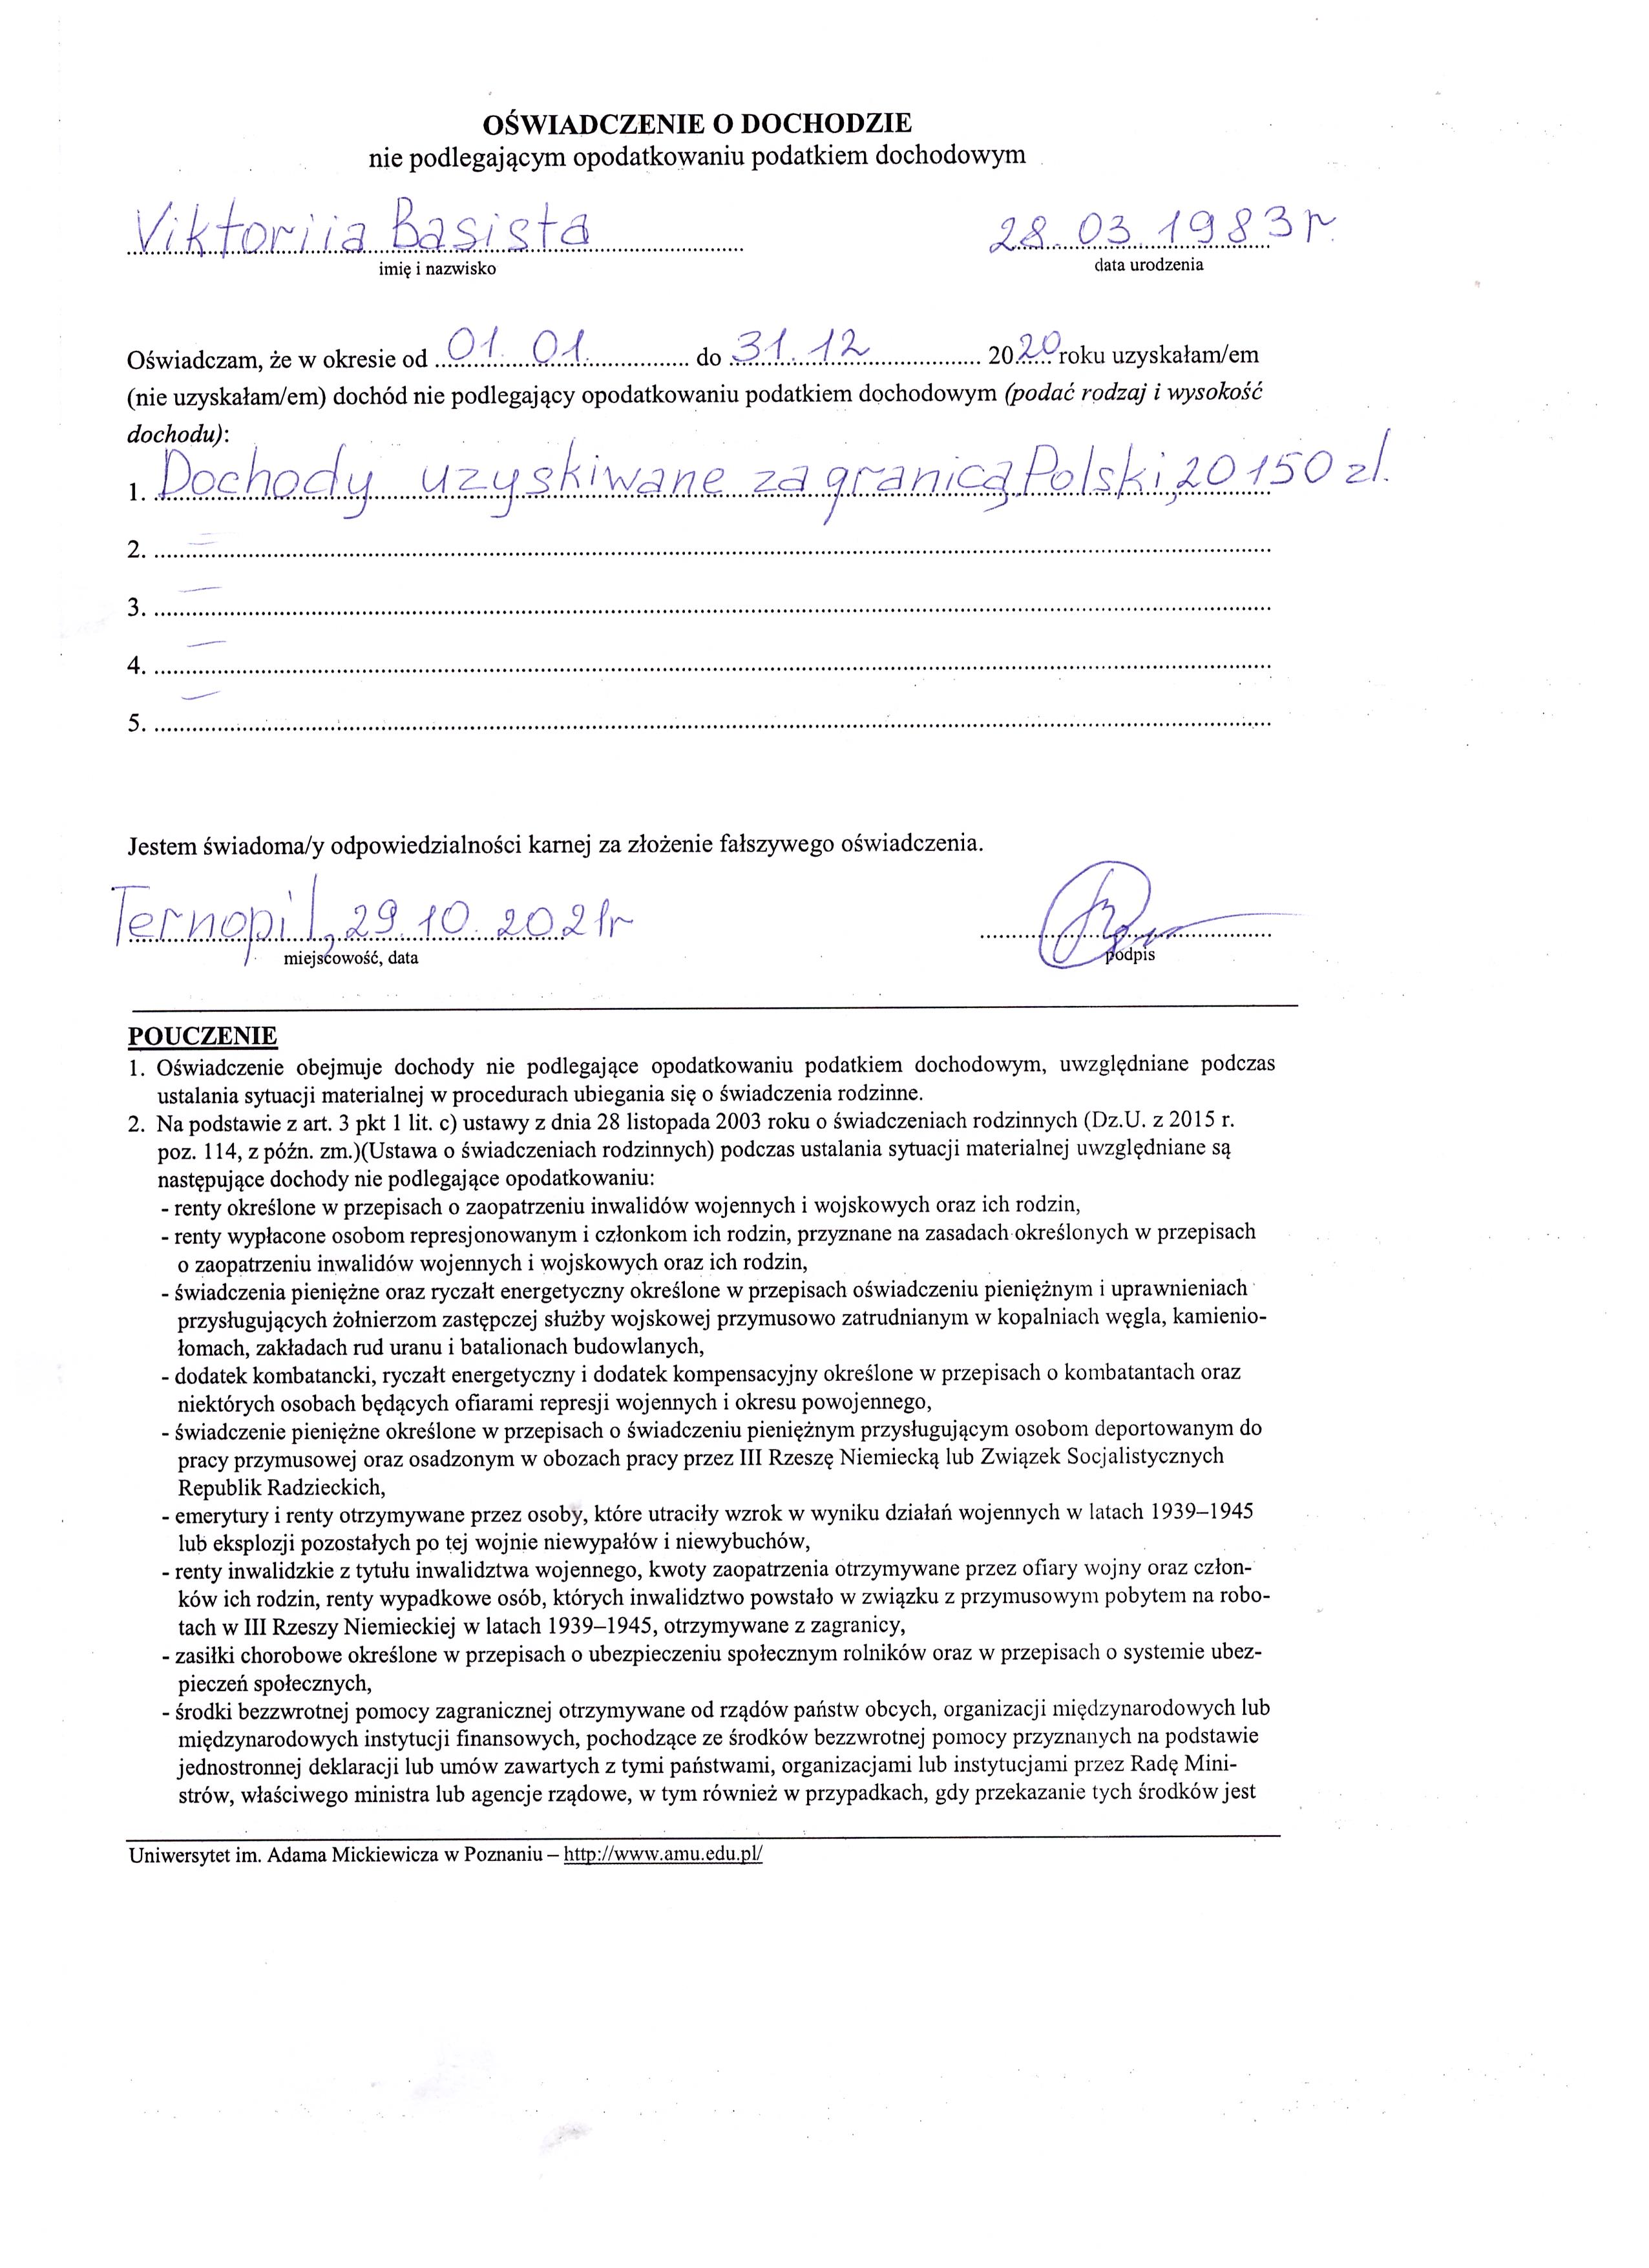 OŚWIADCZENIE O DOCHODZIE
nie podlegającym opodatkowaniu podatkiem dochodowym
Viktoriia Basista 28.03.1983 r.
imię i nazwisko data urodzenia
Oświadczam, że w okresie od 01.01. do 31.12 2020 roku uzyskałam/em
(nie uzyskałam/em) dochód nie podlegający opodatkowaniu podatkiem dochodowym (podać rodzaj i wysokość
dochodu):
1. Dochody uzyskiwane za granicą Polski, 20150 zl.
2. –
3. –
4. –
5. –
Jestem świadoma/y odpowiedzialności karnej za złożenie fałszywego oświadczenia.
Ternopil, 29.10.2021r
miejscowość, data podpis
POUCZENIE
1. Oświadczenie obejmuje dochody nie podlegające opodatkowaniu podatkiem dochodowym, uwzględniane podczas
ustalania sytuacji materialnej w procedurach ubiegania się o świadczenia rodzinne.
2. Na podstawie z art. 3 pkt 1 lit. c) ustawy z dnia 28 listopada 2003 roku o świadczeniach rodzinnych (Dz.U. z 2015 r.
poz. 114, z późn. zm.)(Ustawa o świadczeniach rodzinnych) podczas ustalania sytuacji materialnej uwzględniane są
następujące dochody nie podlegające opodatkowaniu:
- renty określone w przepisach o zaopatrzeniu inwalidów wojennych i wojskowych oraz ich rodzin,
- renty wypłacone osobom represjonowanym i członkom ich rodzin, przyznane na zasadach określonych w przepisach
o zaopatrzeniu inwalidów wojennych i wojskowych oraz ich rodzin,
- świadczenia pieniężne oraz ryczałt energetyczny określone w przepisach oświadczeniu pieniężnym i uprawnieniach
przysługujących żołnierzom zastępczej służby wojskowej przymusowo zatrudnianym w kopalniach węgla, kamienio-
łomach, zakładach rud uranu i batalionach budowlanych,
- dodatek kombatancki, ryczałt energetyczny i dodatek kompensacyjny określone w przepisach o kombatantach oraz
niektórych osobach będących ofiarami represji wojennych i okresu powojennego,
- świadczenie pieniężne określone w przepisach o świadczeniu pieniężnym przysługującym osobom deportowanym do
pracy przymusowej oraz osadzonym w obozach pracy przez III Rzeszę Niemiecką lub Związek Socjalistycznych
Republik Radzieckich,
- emerytury i renty otrzymywane przez osoby, które utraciły wzrok w wyniku działań wojennych w latach 1939–1945
lub eksplozji pozostałych po tej wojnie niewypałów i niewybuchów,
- renty inwalidzkie z tytułu inwalidztwa wojennego, kwoty zaopatrzenia otrzymywane przez ofiary wojny oraz człon-
ków ich rodzin, renty wypadkowe osób, których inwalidztwo powstało w związku z przymusowym pobytem na robo-
tach w III Rzeszy Niemieckiej w latach 1939–1945, otrzymywane z zagranicy,
- zasiłki chorobowe określone w przepisach o ubezpieczeniu społecznym rolników oraz w przepisach o systemie ubez-
pieczeń społecznych,
- środki bezzwrotnej pomocy zagranicznej otrzymywane od rządów państw obcych, organizacji międzynarodowych lub
międzynarodowych instytucji finansowych, pochodzące ze środków bezzwrotnej pomocy przyznanych na podstawie
jednostronnej deklaracji lub umów zawartych z tymi państwami, organizacjami lub instytucjami przez Radę Mini-
strów, właściwego ministra lub agencje rządowe, w tym również w przypadkach, gdy przekazanie tych środków jest
Uniwersytet im. Adama Mickiewicza w Poznaniu – http://www.amu.edu.pl/